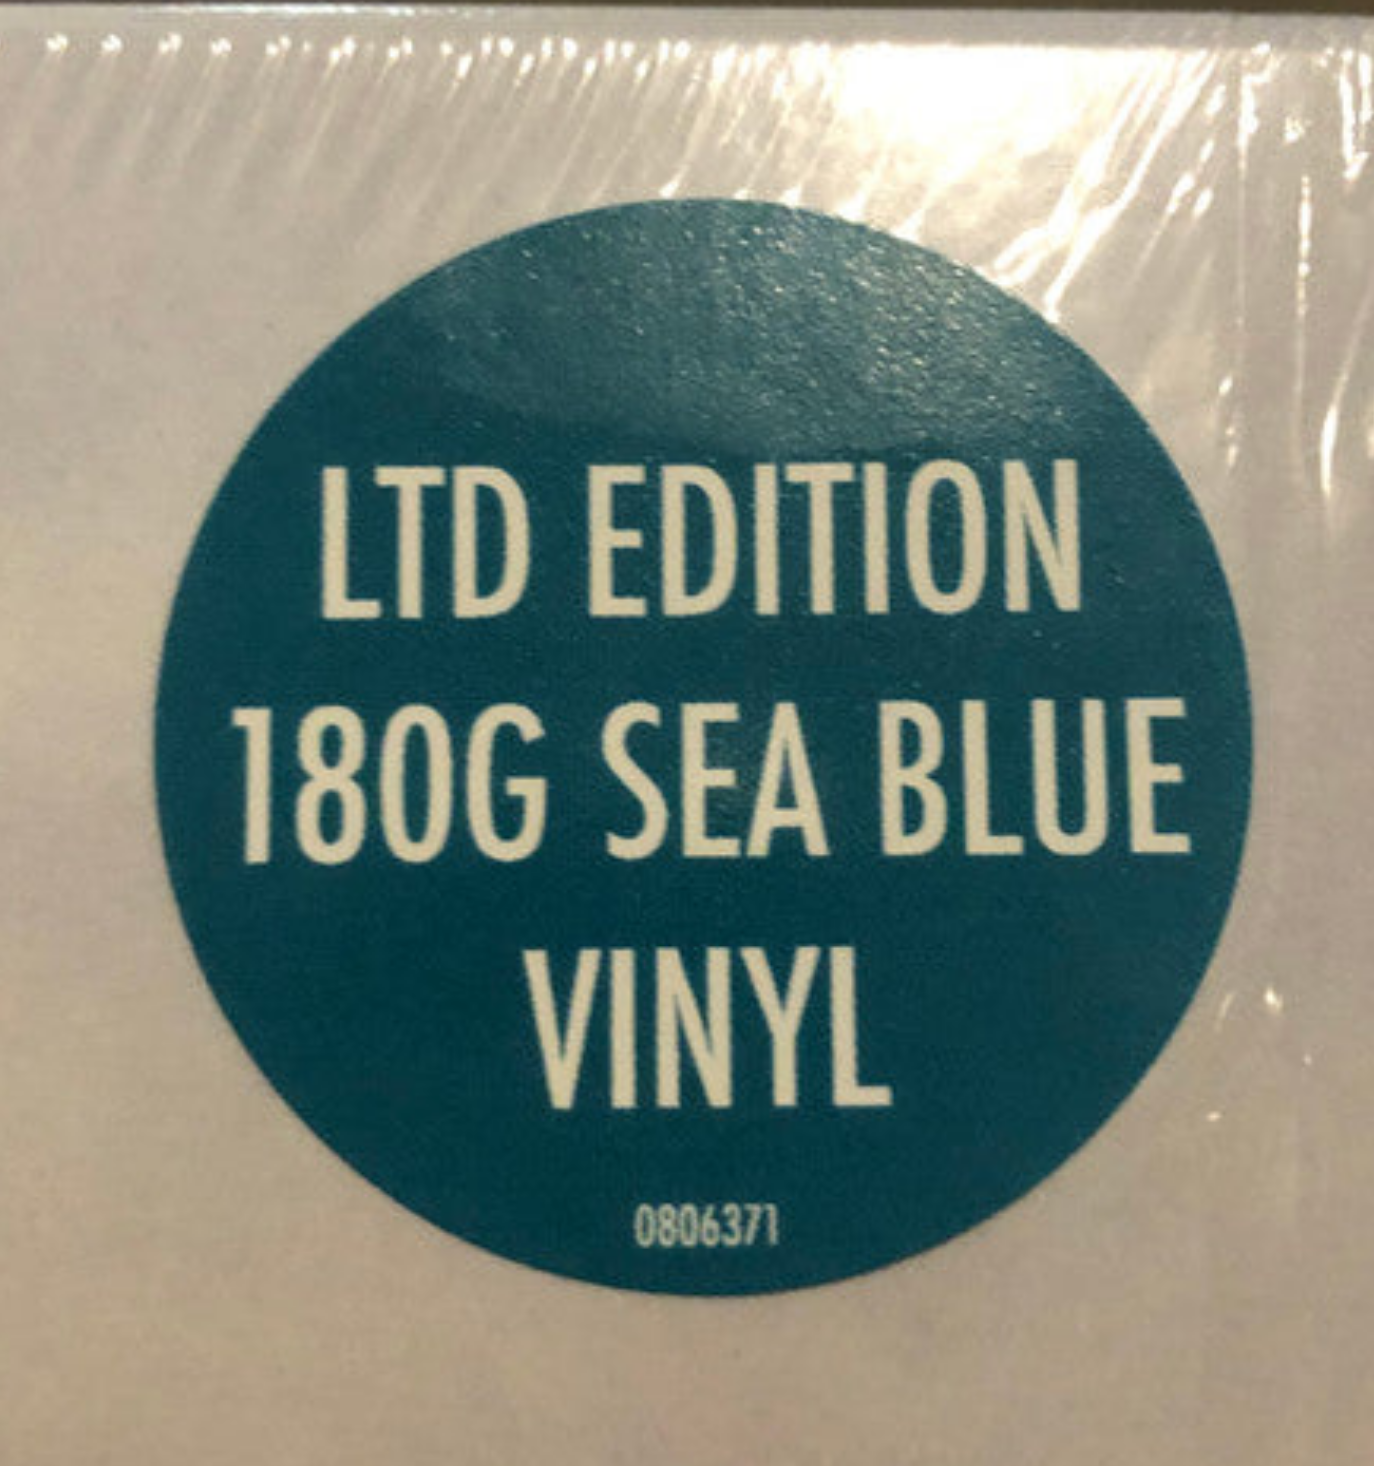 LTD EDITION
180G SEA BLUE
VINYL
0806371